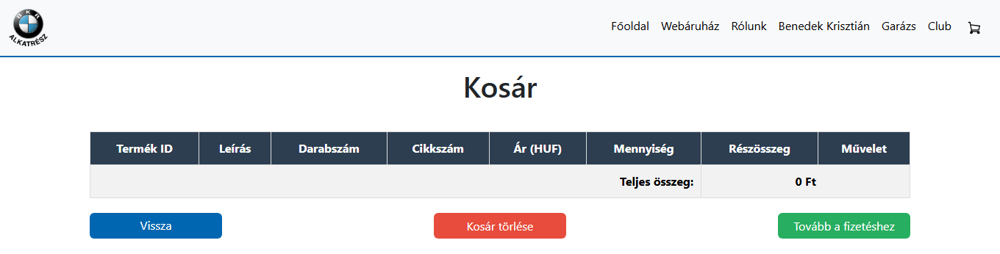 BKR
ALKATRÉSZ
Főoldal Webáruház Rólunk Benedek Krisztián Garázs Club
Kosár
Termék ID Leírás Darabszám Cikkszám Ár (HUF) Mennyiség Részösszeg Művelet
Teljes összeg: 0 Ft
Vissza Kosár törlése Tovább a fizetéshez